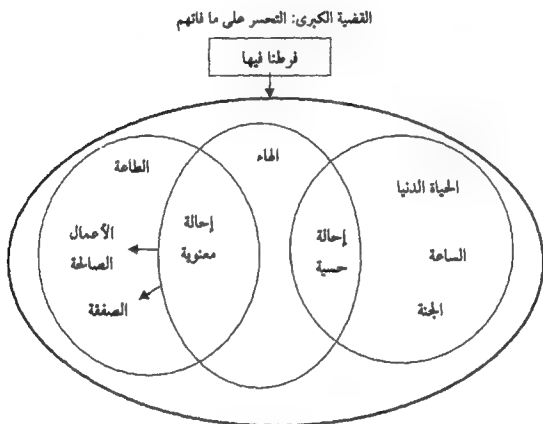 القضية الكبرى: التحسر على ما فاتهم
فرطنا فيها
الحياة الدنيا
الساعة
الجنة
إحالة
حسية
الهاء
إحالة
معنوية
الطاعة
الأعمال
الصالحة
الصفقة